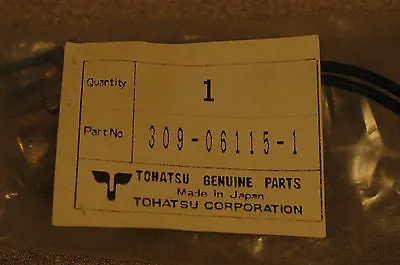 Quantity 1
Part No. 309-06115-1
TOHATSU GENUINE PARTS
Made in Japan
TOHATSU CORPORATION